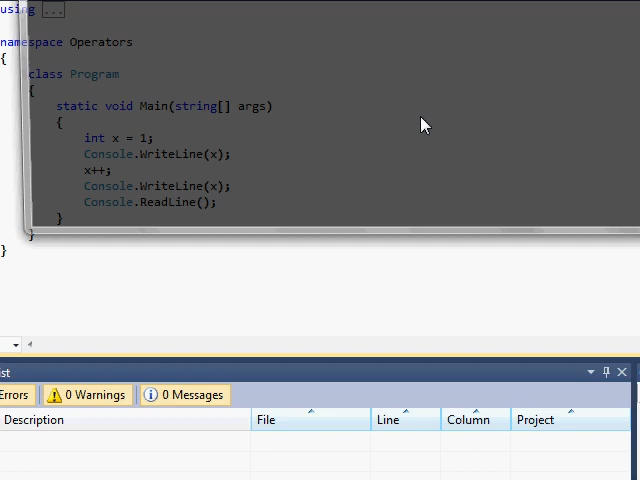 using ...
namespace Operators
{
class Program
{
static void Main(string[] args)
{
int x = 1;
Console.WriteLine(x);
x++;
Console.WriteLine(x);
Console.ReadLine();
}
}
}
ist
Errors
0 Warnings
0 Messages
Description
File
Line
Column
Project